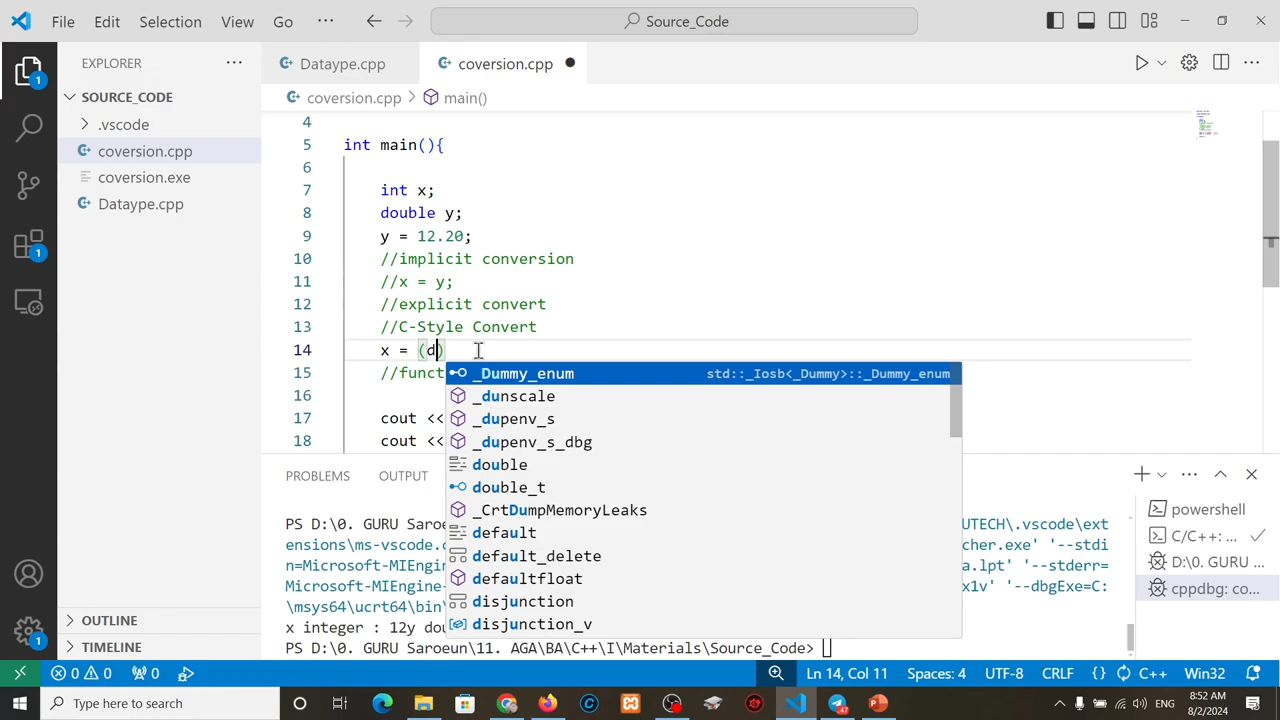 File Edit Selection View Go ··· Source_Code
EXPLORER ···
SOURCE_CODE
.vscode
coversion.cpp
coversion.exe
Dataype.cpp
OUTLINE
TIMELINE
1
1
1
Dataype.cpp coversion.cpp
coversion.cpp > main()
4
5 int main(){
6
7 int x;
8 double y;
9 y = 12.20;
10 //implicit conversion
11 //x = y;
12 //explicit convert
13 //C-Style Convert
14 x = (d)
15 //funct
16
17 cout <<
18 cout <<
_Dummy_enum std::_Iosb<_Dummy>::_Dummy_enum
_dunscale
_dupenv_s
_dupenv_s_dbg
double
double_t
_CrtDumpMemoryLeaks
default
default_delete
defaultfloat
disjunction
disjunction_v
PROBLEMS OUTPUT
PS D:\0. GURU Saroe UTECH\.vscode\ext
ensions\ms-vscode.c cher.exe' '--stdi
n=Microsoft-MIEngin a.lpt' '--stderr=
Microsoft-MIEngine- x1v' '--dbgExe=C:
\msys64\ucrt64\bin\
x integer : 12y dou
PS D:\0. GURU Saroeun\11. AGA\BA\C++\I\Materials\Source_Code>
powershell
C/C++: ...
D:\0. GURU ...
cppdbg: co...
0 0 0 Ln 14, Col 11 Spaces: 4 UTF-8 CRLF {} C++ Win32
Type here to search 47 ENG 8:52 AM
8/2/2024